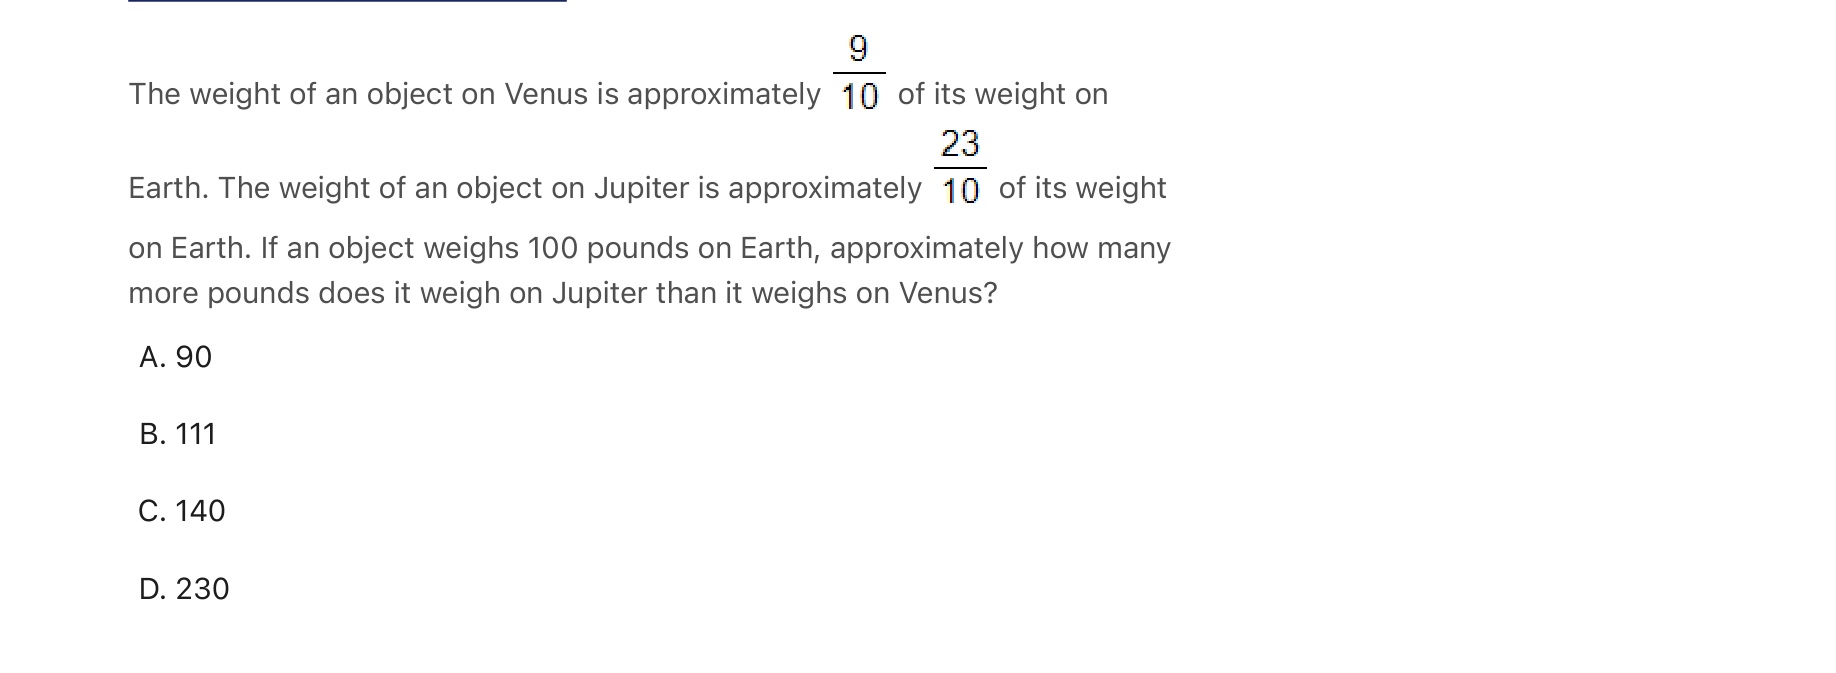 The weight of an object on Venus is approximately 9/10 of its weight on
Earth. The weight of an object on Jupiter is approximately 23/10 of its weight
on Earth. If an object weighs 100 pounds on Earth, approximately how many
more pounds does it weigh on Jupiter than it weighs on Venus?
A. 90
B. 111
C. 140
D. 230